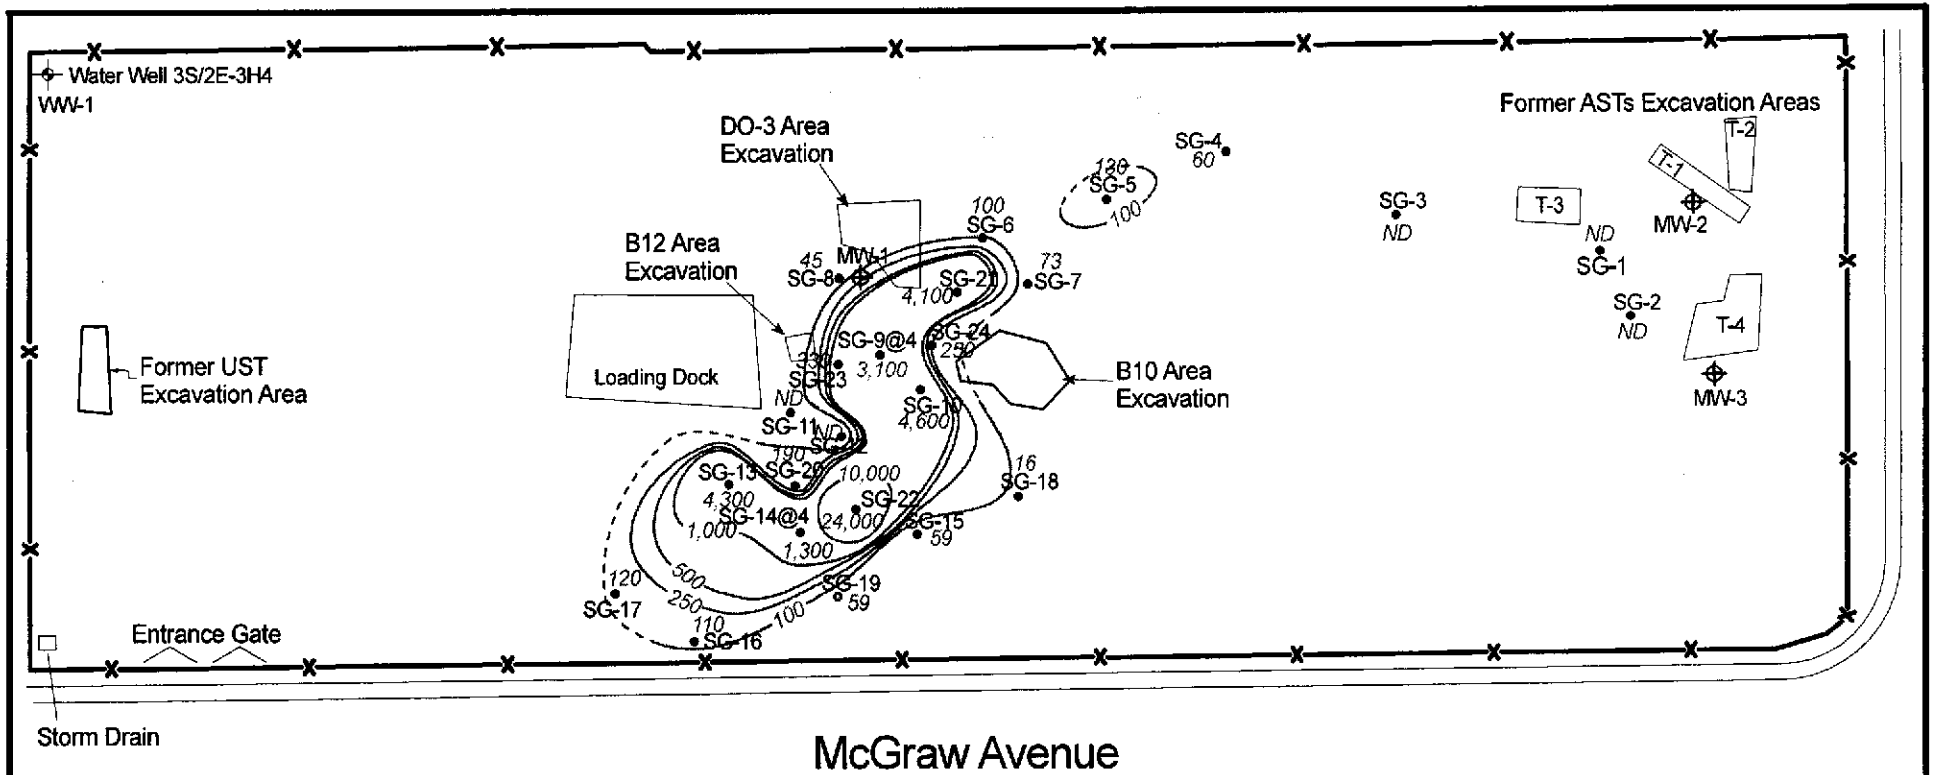 Water Well 3S/2E-3H4
WW-1
Former ASTs Excavation Areas
T-2
T-1
DO-3 Area
Excavation
SG-4
60
130
SG-5
100
SG-3
ND
T-3
MW-2
100
SG-6
ND
SG-1
B12 Area
Excavation
MW-1
45
SG-8
73
SG-7
SG-21
4,100
SG-2
ND
T-4
SG-9@4
3,100
SG-24
250
330
SG-23
Loading Dock
Former UST
Excavation Area
B10 Area
Excavation
MW-3
ND
SG-11
SG-10
4,600
ND
190
SG-20
SG-13
4,300
10,000
SG-22
24,000
16
SG-18
SG-14@4
1,000
1,300
SG-15
59
500
250
100
120
SG-17
SG-19
59
110
SG-16
Entrance Gate
Storm Drain
McGraw Avenue